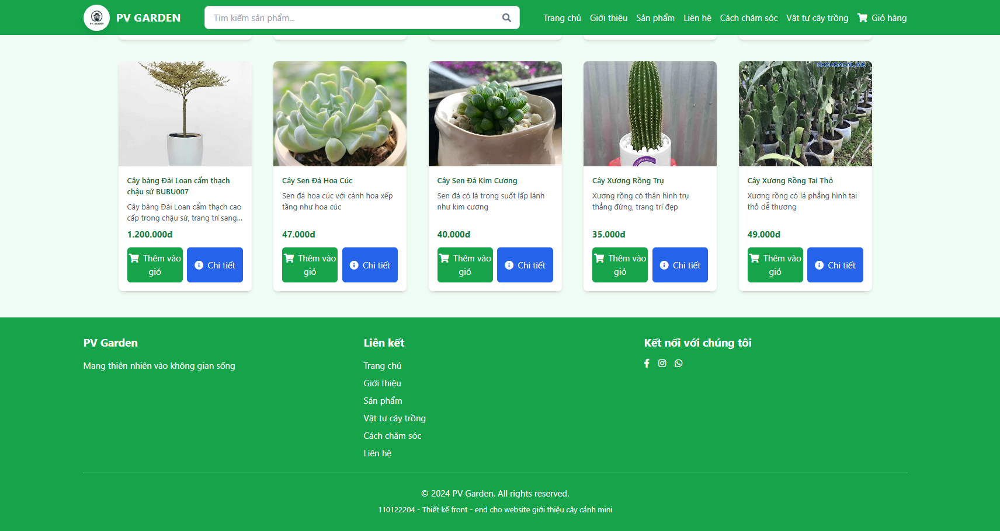 PV GARDEN
PV GARDEN
Tìm kiếm sản phẩm...
Trang chủ
Giới thiệu
Sản phẩm
Liên hệ
Cách chăm sóc
Vật tư cây trồng
Giỏ hàng
CHOHOAONLINE
Cây bàng Đài Loan cẩm thạch
chậu sứ BUBU007
Cây bàng Đài Loan cẩm thạch cao
cấp trong chậu sứ, trang trí sang...
1.200.000đ
Thêm vào
giỏ
Chi tiết
Cây Sen Đá Hoa Cúc
Sen đá hoa cúc với cánh hoa xếp
tầng như hoa cúc
47.000đ
Thêm vào
giỏ
Chi tiết
Cây Sen Đá Kim Cương
Sen đá có lá trong suốt lấp lánh
như kim cương
40.000đ
Thêm vào
giỏ
Chi tiết
Cây Xương Rồng Trụ
Xương rồng có thân hình trụ
thẳng đứng, trang trí đẹp
35.000đ
Thêm vào
giỏ
Chi tiết
Cây Xương Rồng Tai Thỏ
Xương rồng có lá phẳng hình tai
thỏ dễ thương
49.000đ
Thêm vào
giỏ
Chi tiết
PV Garden
Mang thiên nhiên vào không gian sống
Liên kết
Trang chủ
Giới thiệu
Sản phẩm
Vật tư cây trồng
Cách chăm sóc
Liên hệ
Kết nối với chúng tôi
© 2024 PV Garden. All rights reserved.
110122204 - Thiết kế front - end cho website giới thiệu cây cảnh mini